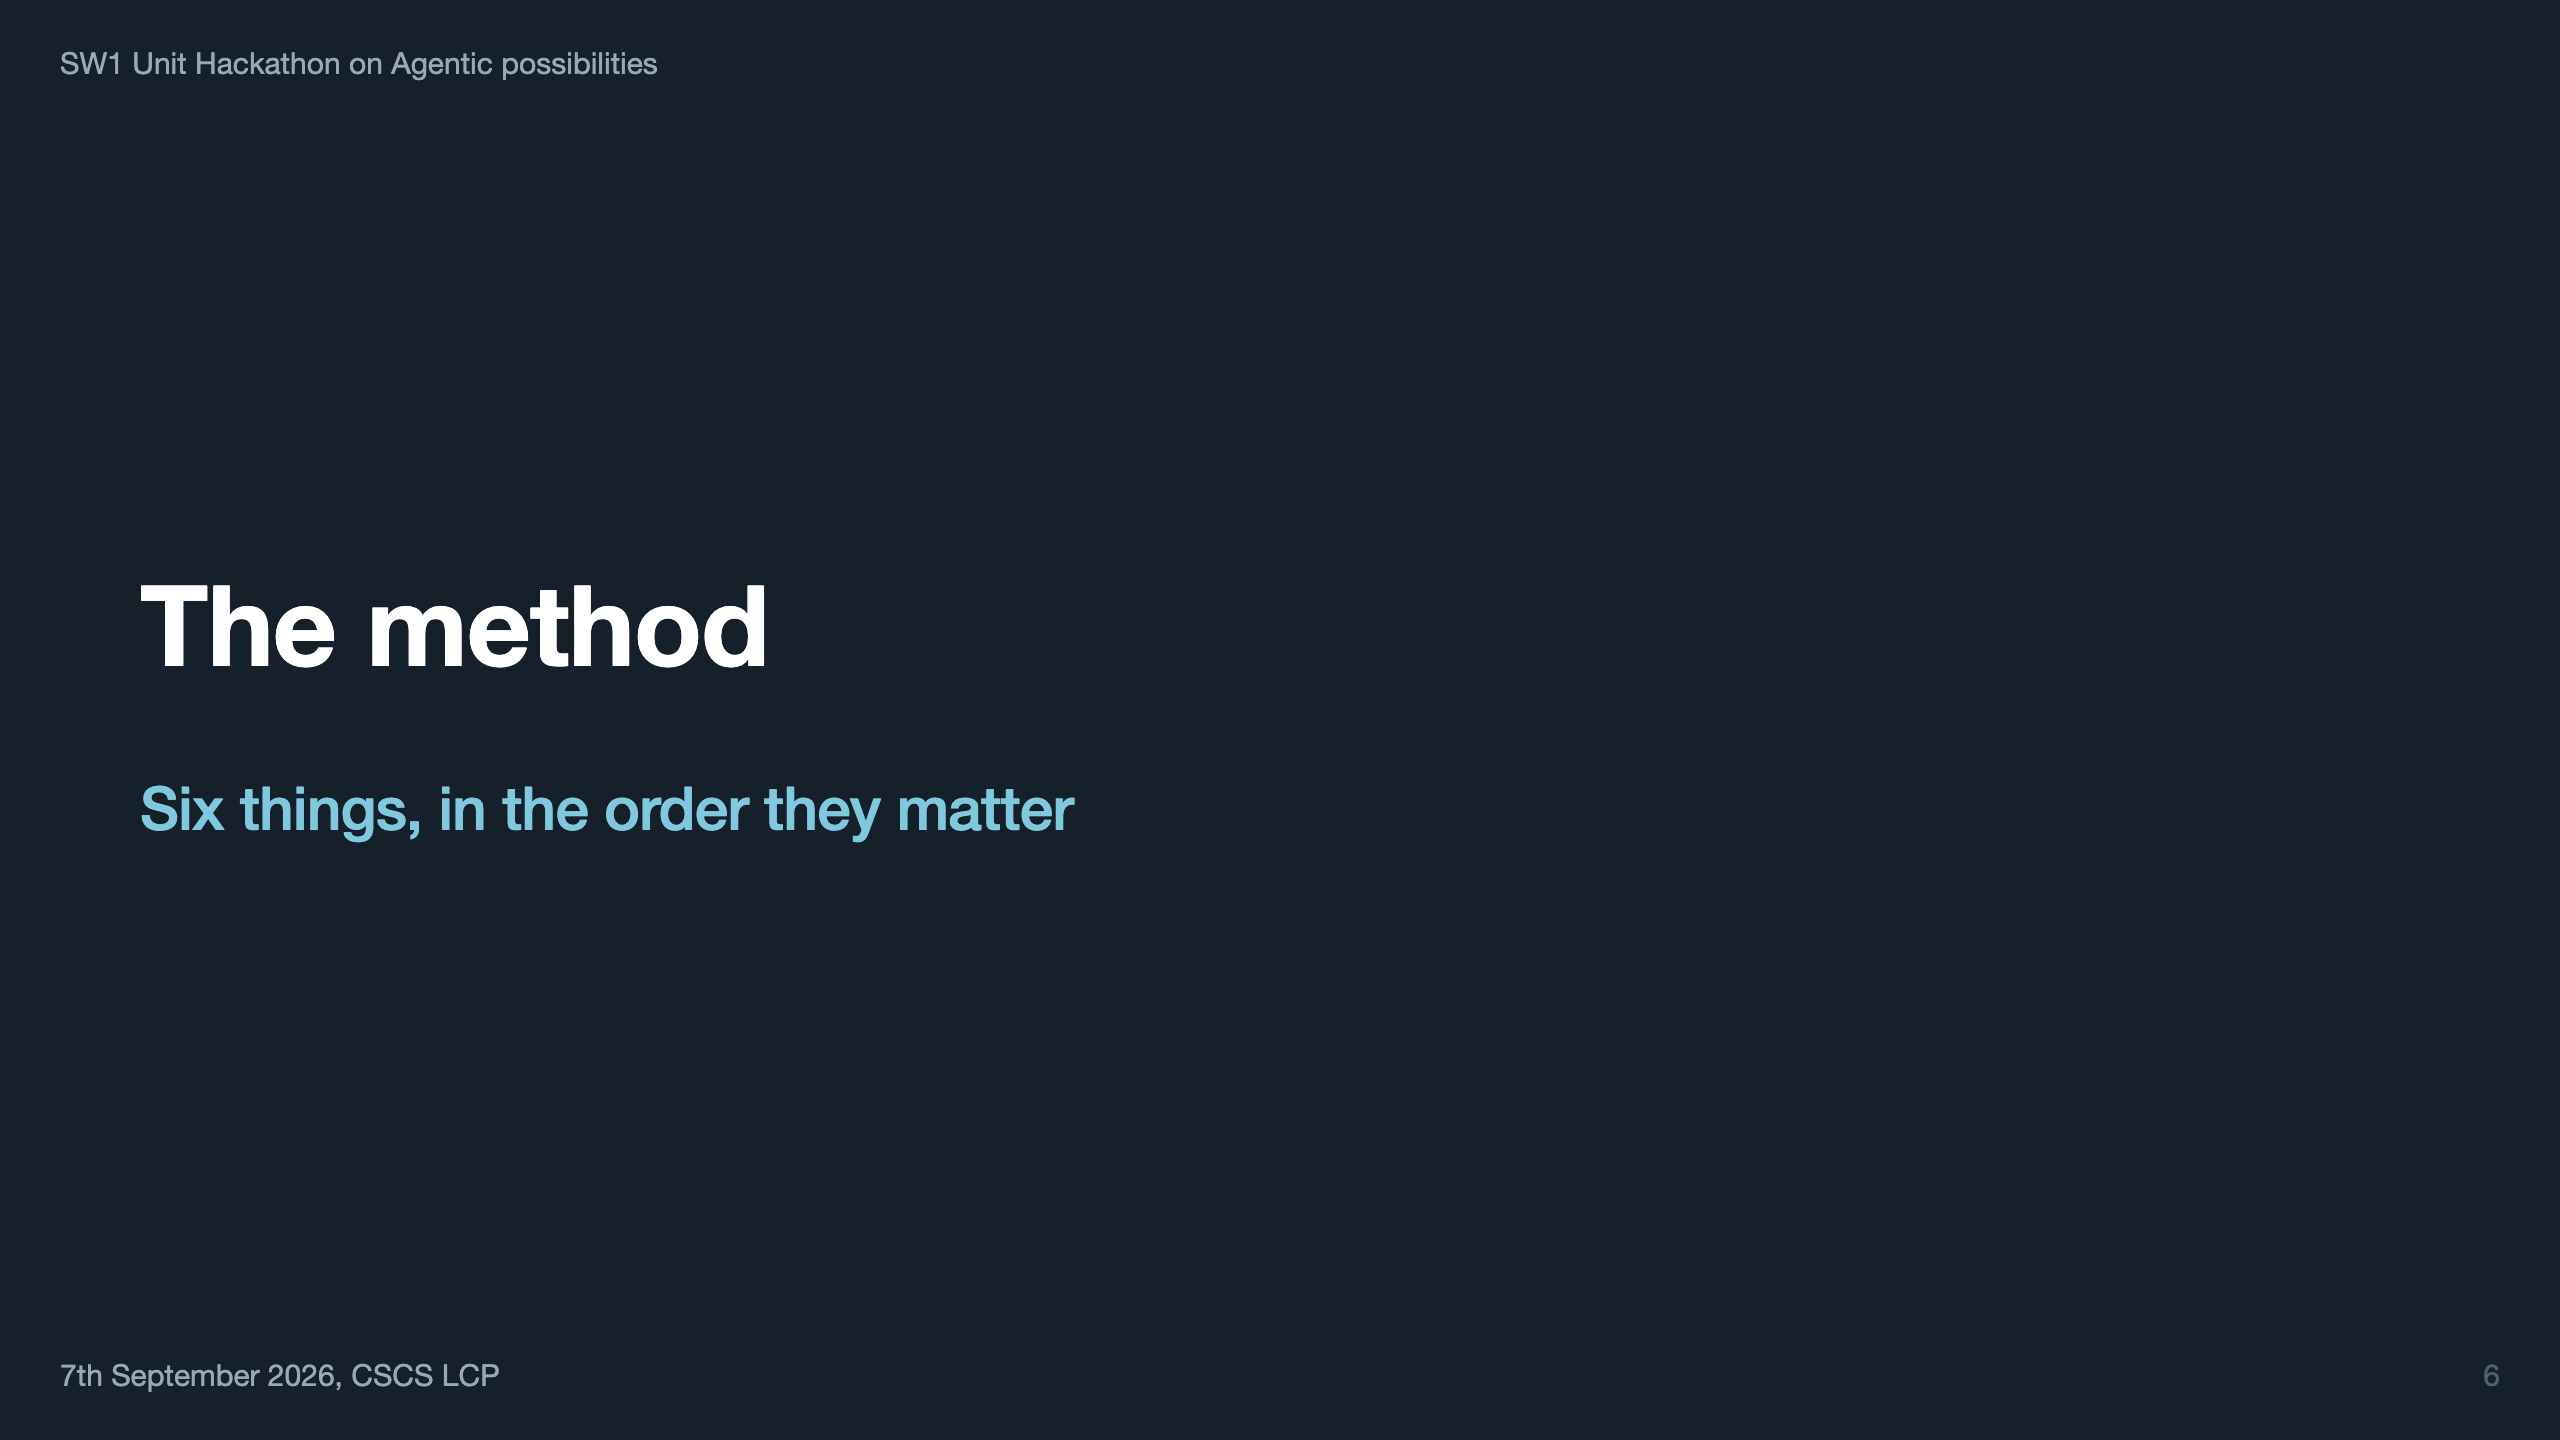 SW1 Unit Hackathon on Agentic possibilities
The method
Six things, in the order they matter
7th September 2026, CSCS LCP
6